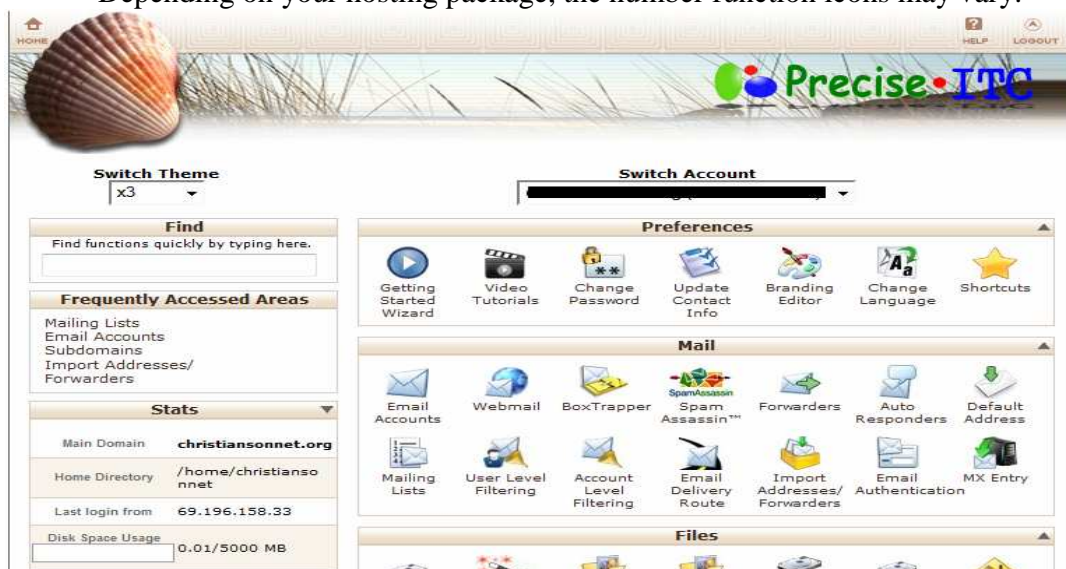 Depending on your hosting package, the number function icons may vary.
HOME
HELP LOGOUT
Precise•ITC
Switch Theme
x3
Switch Account
Find
Find functions quickly by typing here.
Frequently Accessed Areas
Mailing Lists
Email Accounts
Subdomains
Import Addresses/
Forwarders
Stats
Main Domain christiansonnet.org
Home Directory /home/christianso
nnet
Last login from 69.196.158.33
Disk Space Usage
0.01/5000 MB
Preferences
Getting Started Wizard
Video Tutorials
Change Password
Update Contact Info
Branding Editor
Change Language
Shortcuts
Mail
Email Accounts
Webmail
BoxTrapper
SpamAssassin
Spam Assassin™
Forwarders
Auto Responders
Default Address
Mailing Lists
User Level Filtering
Account Level Filtering
Email Delivery Route
Import Addresses/ Forwarders
Email Authentication
MX Entry
Files